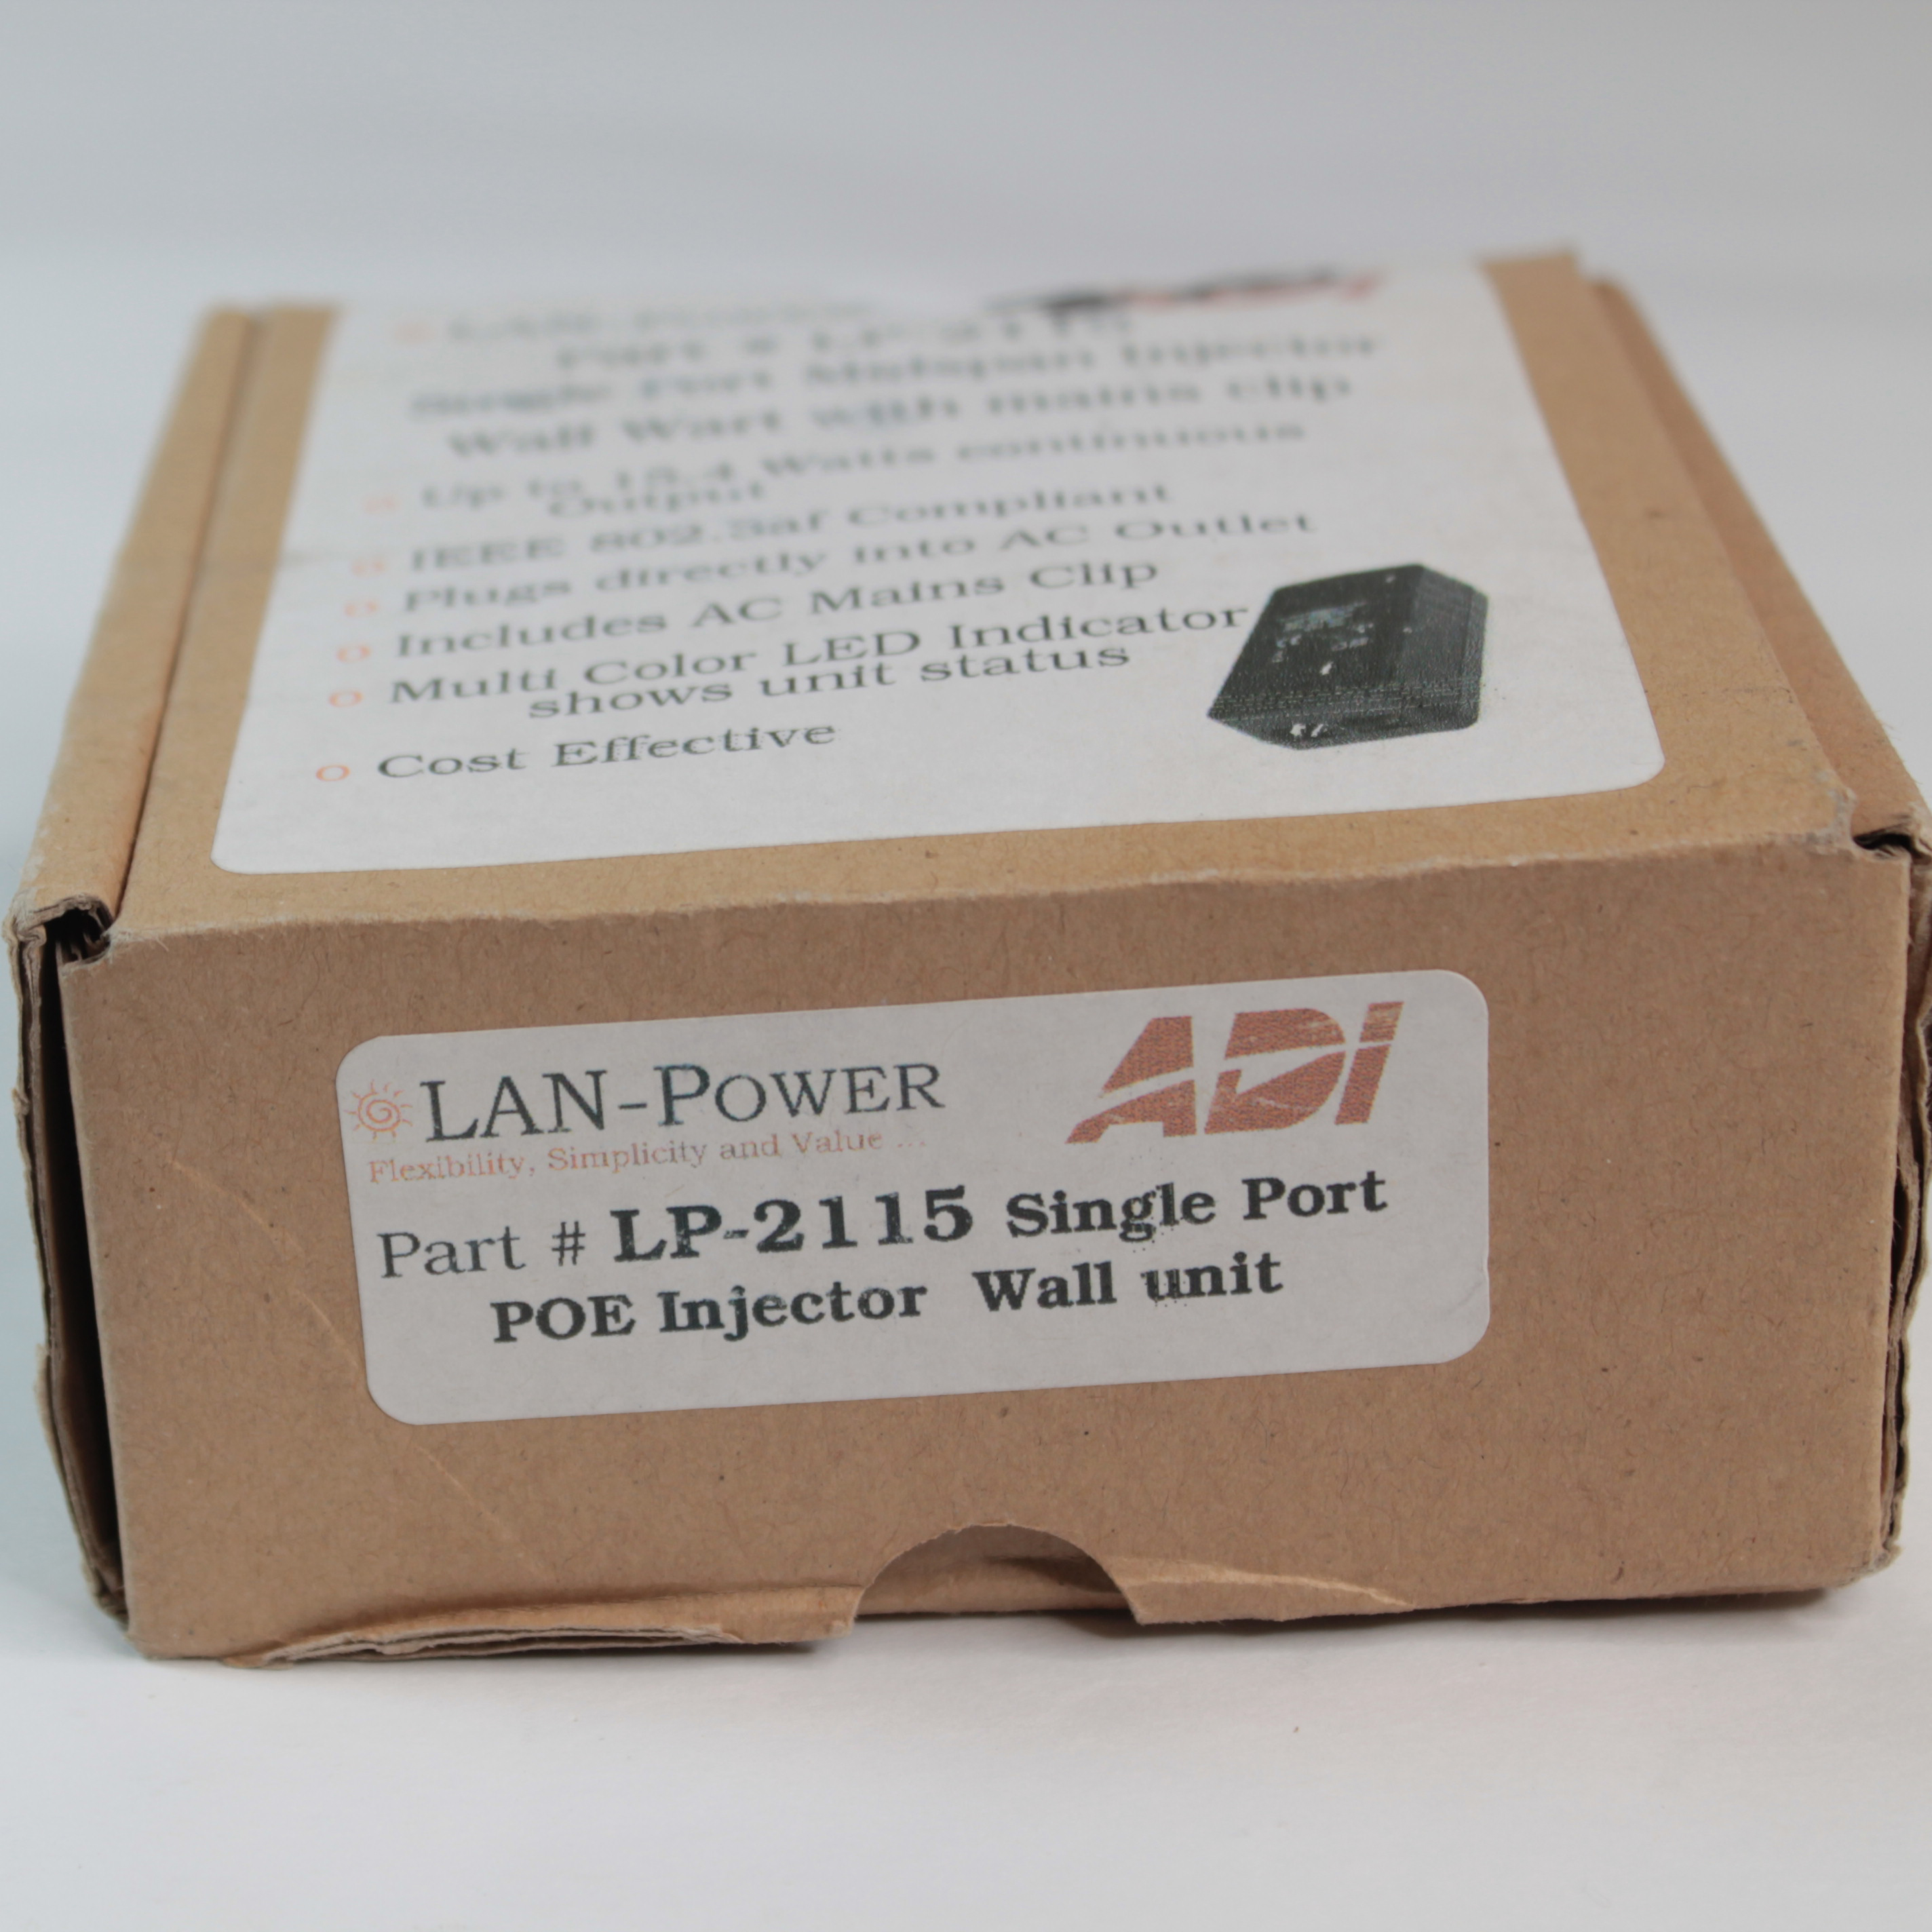 LAN-POWER
Part # LP-2115
Single Port Midspan Injector
Wall Wart with mains clip
o Up to 15.4 Watts continuous
Output
o IEEE 802.3af Compliant
o Plugs directly into AC Outlet
o Includes AC Mains Clip
o Multi Color LED Indicator
shows unit status
o Cost Effective
LAN-POWER ADI
Flexibility, Simplicity and Value ...
Part # LP-2115 Single Port
POE Injector Wall unit